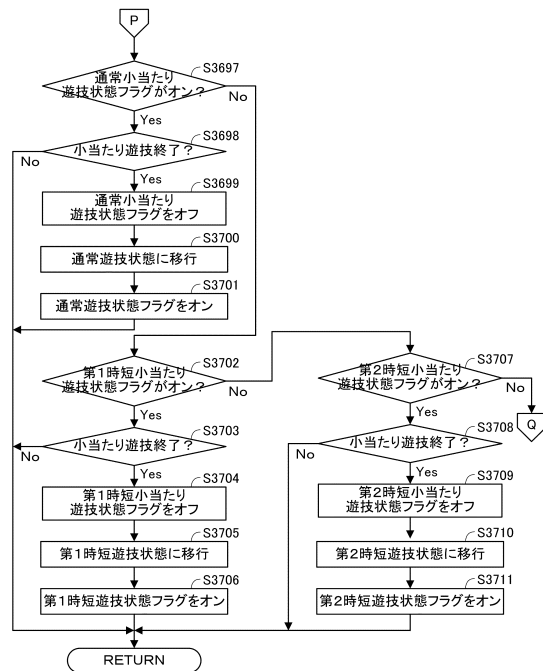 P
S3697
通常小当たり
遊技状態フラグがオン？
No
Yes
S3698
小当たり遊技終了？
No
Yes
S3699
通常小当たり
遊技状態フラグをオフ
S3700
通常遊技状態に移行
S3701
通常遊技状態フラグをオン
S3702
第１時短小当たり
遊技状態フラグがオン？
No
Yes
S3703
小当たり遊技終了？
No
Yes
S3704
第１時短小当たり
遊技状態フラグをオフ
S3705
第１時短遊技状態に移行
S3706
第１時短遊技状態フラグをオン
S3707
第２時短小当たり
遊技状態フラグがオン？
No
Yes
Q
S3708
小当たり遊技終了？
No
Yes
S3709
第２時短小当たり
遊技状態フラグをオフ
S3710
第２時短遊技状態に移行
S3711
第２時短遊技状態フラグをオン
RETURN